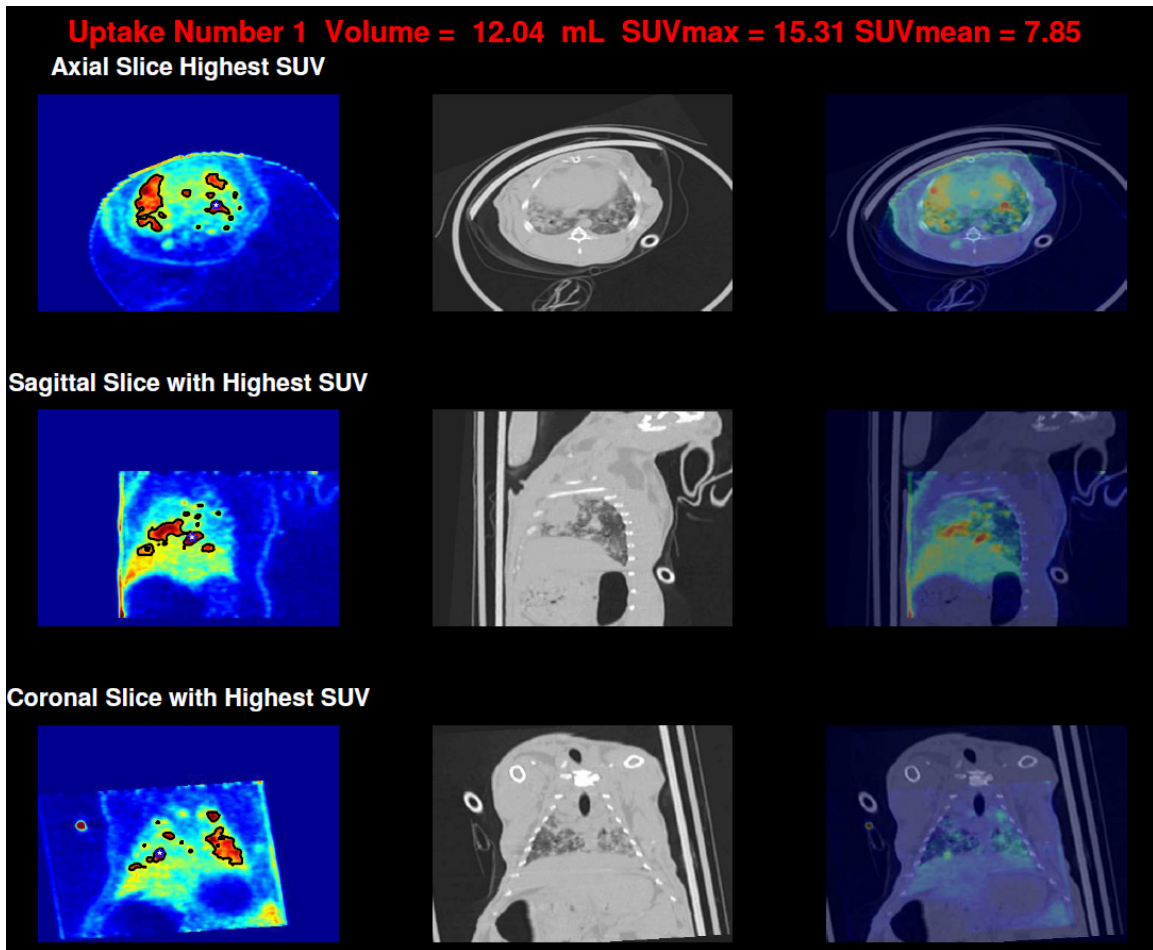 Uptake Number 1 Volume = 12.04 mL SUVmax = 15.31 SUVmean = 7.85
Axial Slice Highest SUV
Sagittal Slice with Highest SUV
Coronal Slice with Highest SUV